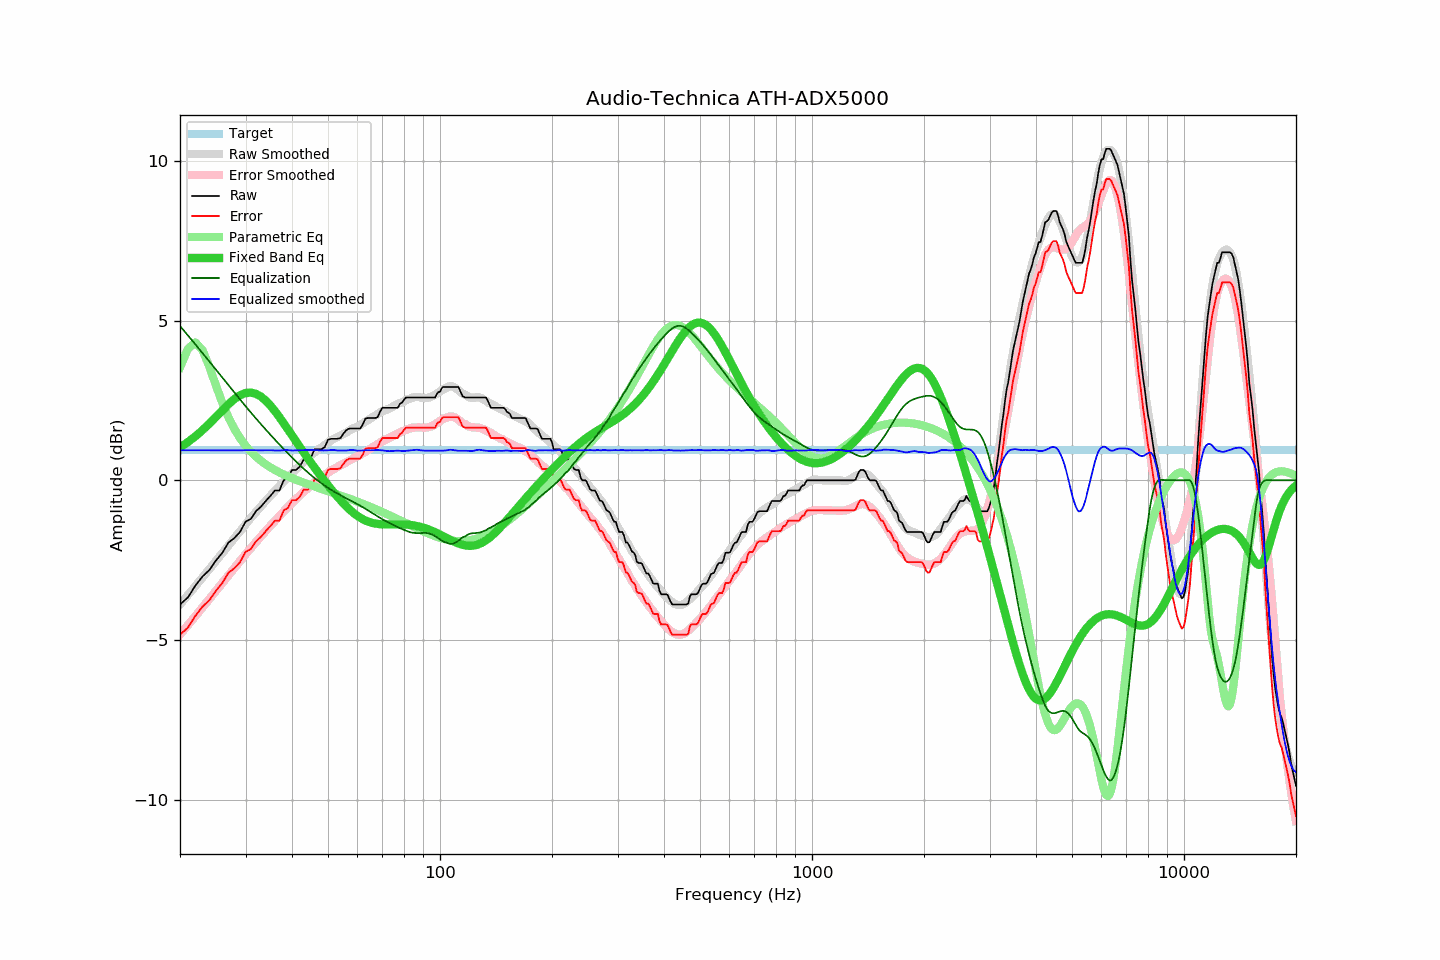 Audio-Technica ATH-ADX5000
Target
Raw Smoothed
Error Smoothed
Raw
Error
Parametric Eq
Fixed Band Eq
Equalization
Equalized smoothed
Amplitude (dBr)
10
5
0
−5
−10
100
1000
10000
Frequency (Hz)